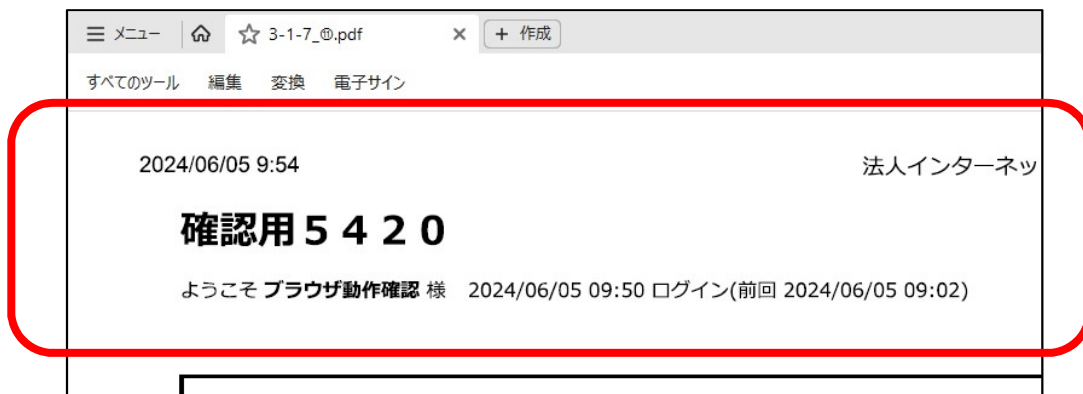 メニュー 3-1-7_⑪.pdf × + 作成
すべてのツール 編集 変換 電子サイン
2024/06/05 9:54 法人インターネッ
確認用５４２０
ようこそ ブラウザ動作確認 様 2024/06/05 09:50 ログイン(前回 2024/06/05 09:02)